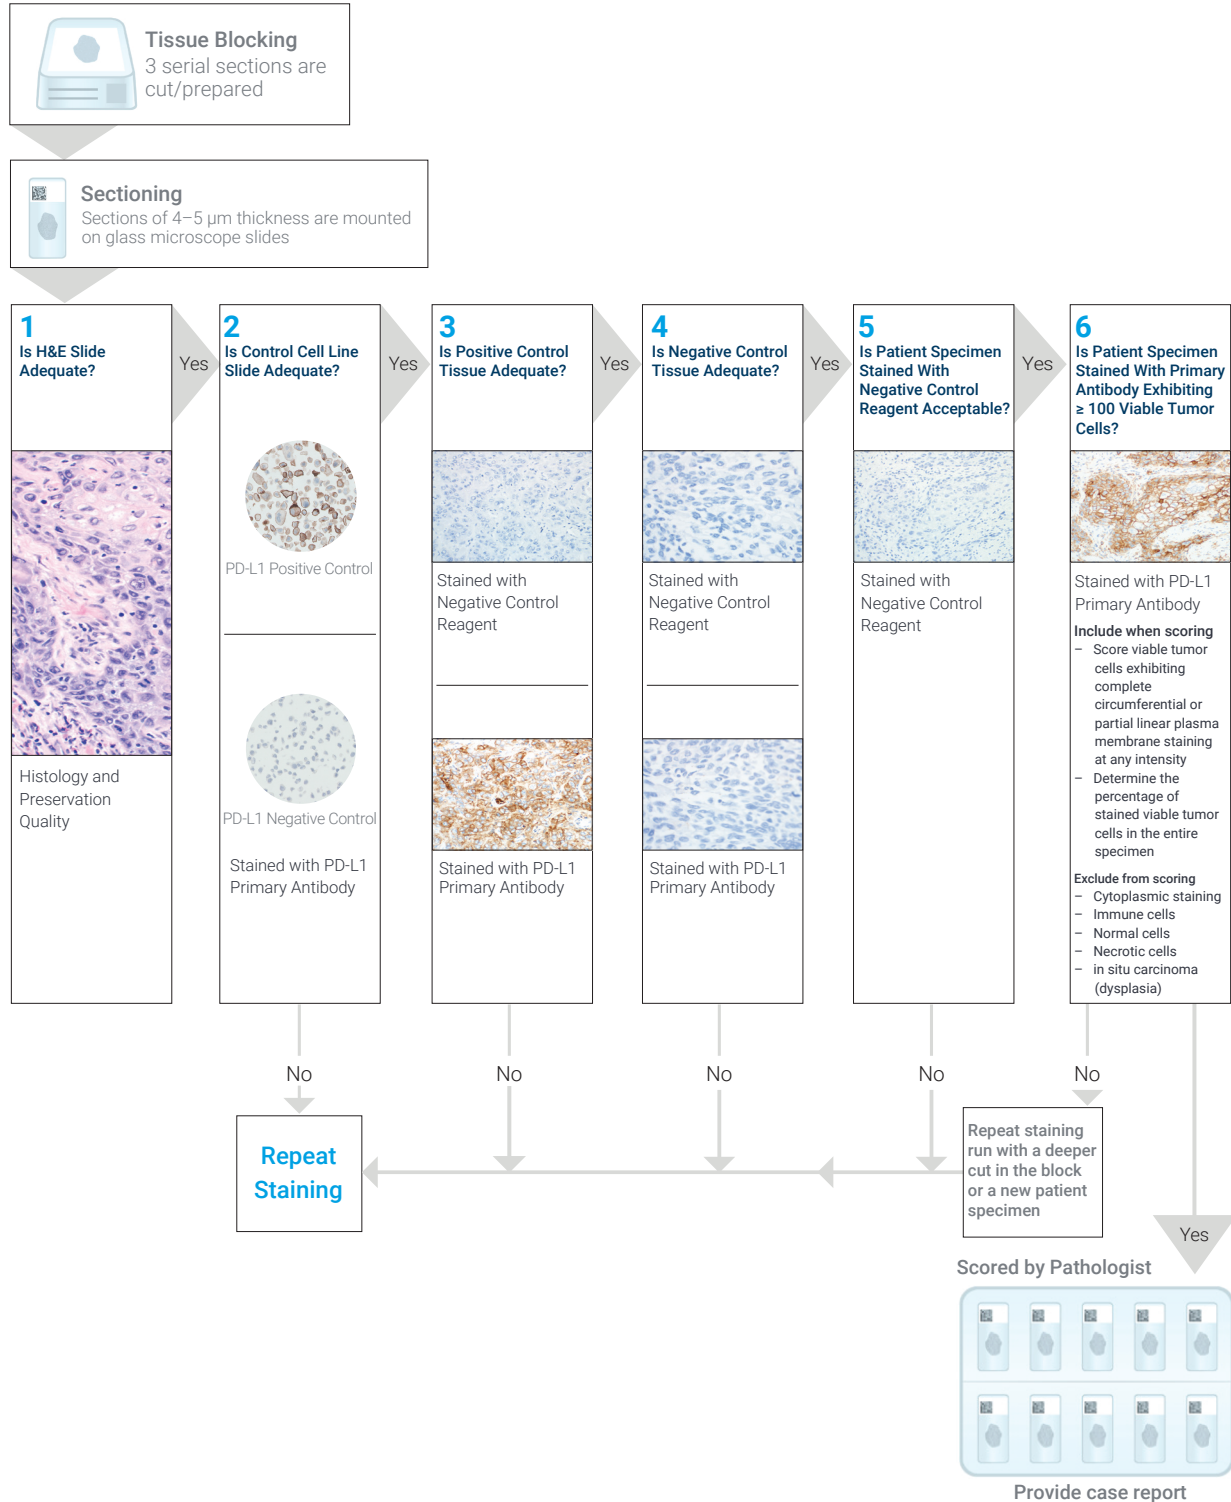 Tissue Blocking
3 serial sections are
cut/prepared
Sectioning
Sections of 4–5 µm thickness are mounted
on glass microscope slides
1
Is H&E Slide
Adequate?
Histology and
Preservation
Quality
Yes
2
Is Control Cell Line
Slide Adequate?
PD-L1 Positive Control
PD-L1 Negative Control
Stained with PD-L1
Primary Antibody
Yes
3
Is Positive Control
Tissue Adequate?
Stained with
Negative Control
Reagent
Stained with PD-L1
Primary Antibody
Yes
4
Is Negative Control
Tissue Adequate?
Stained with
Negative Control
Reagent
Stained with PD-L1
Primary Antibody
Yes
5
Is Patient Specimen
Stained With
Negative Control
Reagent Acceptable?
Stained with
Negative Control
Reagent
Yes
6
Is Patient Specimen
Stained With Primary
Antibody Exhibiting
≥ 100 Viable Tumor
Cells?
Stained with PD-L1
Primary Antibody
Include when scoring
– Score viable tumor
cells exhibiting
complete
circumferential or
partial linear plasma
membrane staining
at any intensity
– Determine the
percentage of
stained viable tumor
cells in the entire
specimen
Exclude from scoring
– Cytoplasmic staining
– Immune cells
– Normal cells
– Necrotic cells
– in situ carcinoma
(dysplasia)
No
No
No
No
No
Repeat
Staining
Repeat staining
run with a deeper
cut in the block
or a new patient
specimen
Yes
Scored by Pathologist
Provide case report